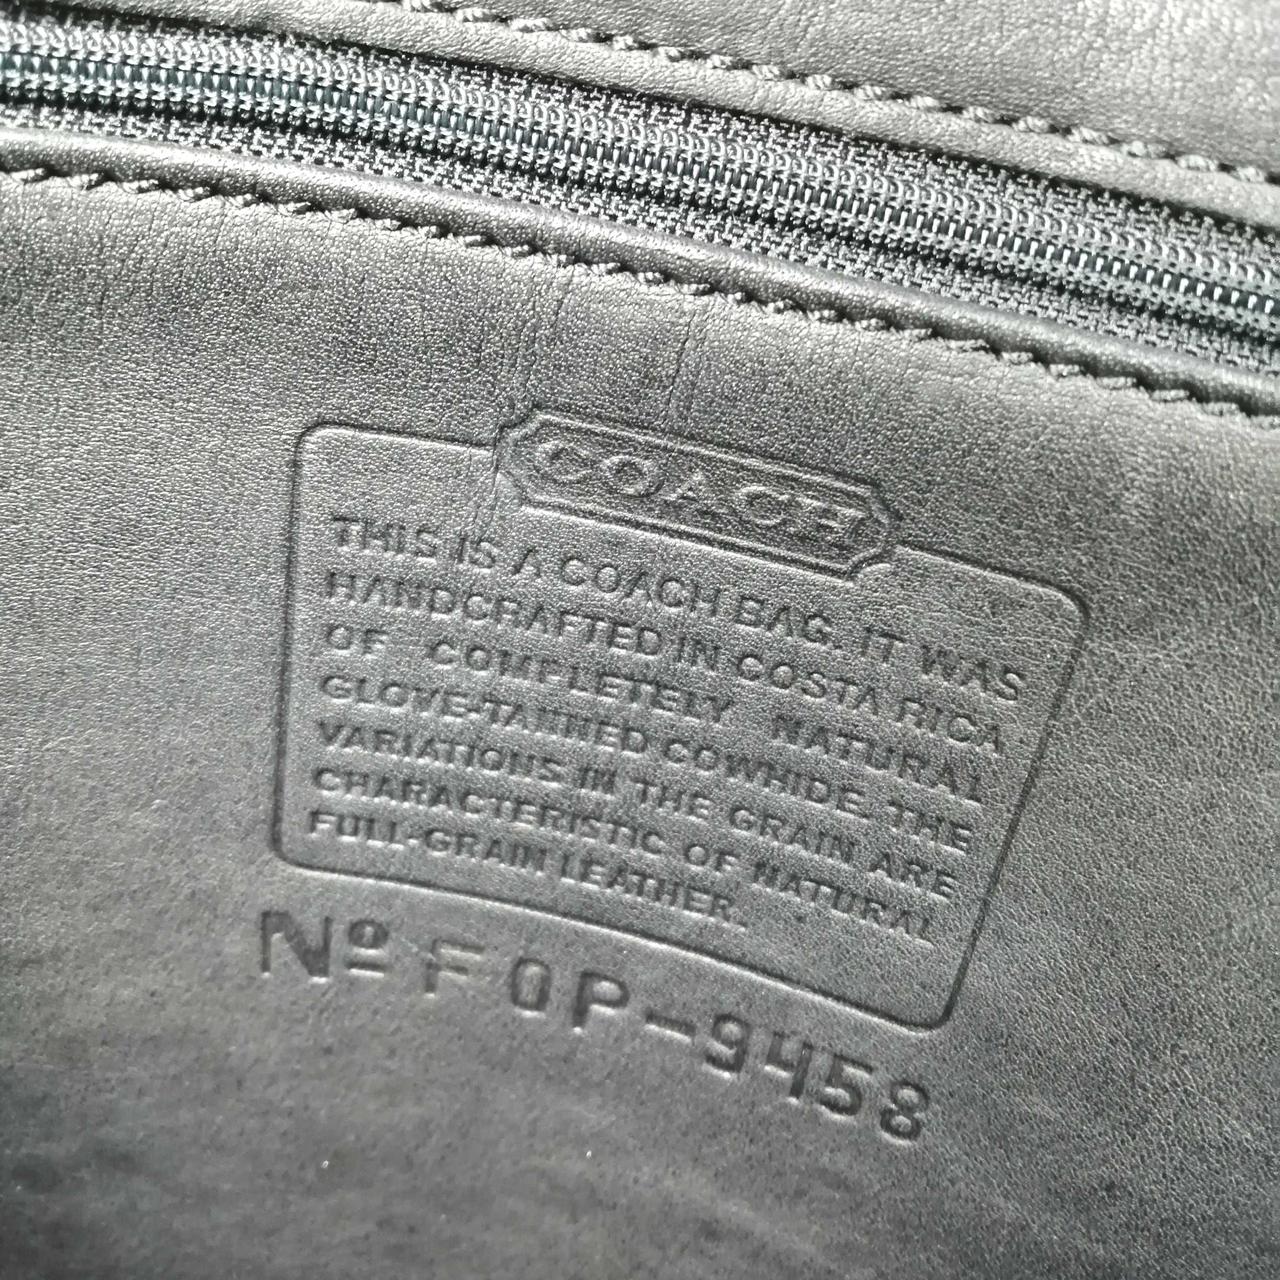 COACH
THIS IS A COACH BAG. IT WAS
HANDCRAFTED IN COSTA RICA
OF COMPLETELY NATURAL
GLOVE-TANNED COWHIDE. THE
VARIATIONS IN THE GRAIN ARE
CHARACTERISTIC OF NATURAL
FULL-GRAIN LEATHER.
Nº F0P-9458